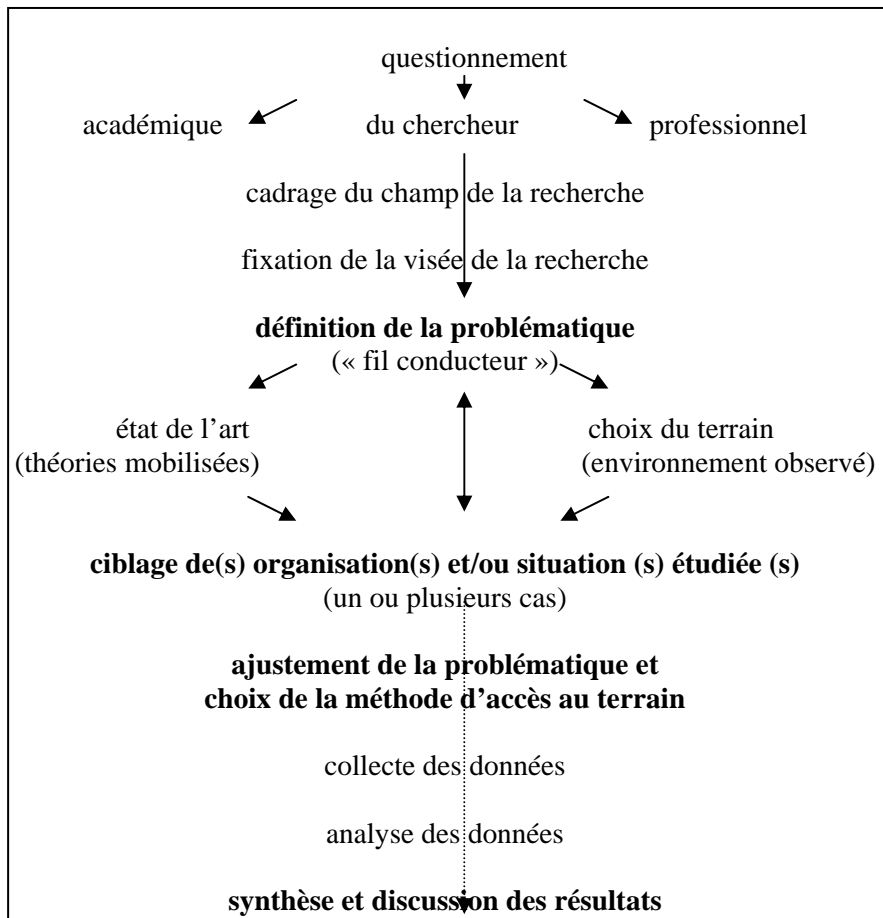 questionnement
académique du chercheur professionnel
cadrage du champ de la recherche
fixation de la visée de la recherche
définition de la problématique
(« fil conducteur »)
état de l’art choix du terrain
(théories mobilisées) (environnement observé)
ciblage de(s) organisation(s) et/ou situation (s) étudiée (s)
(un ou plusieurs cas)
ajustement de la problématique et
choix de la méthode d’accès au terrain
collecte des données
analyse des données
synthèse et discussion des résultats